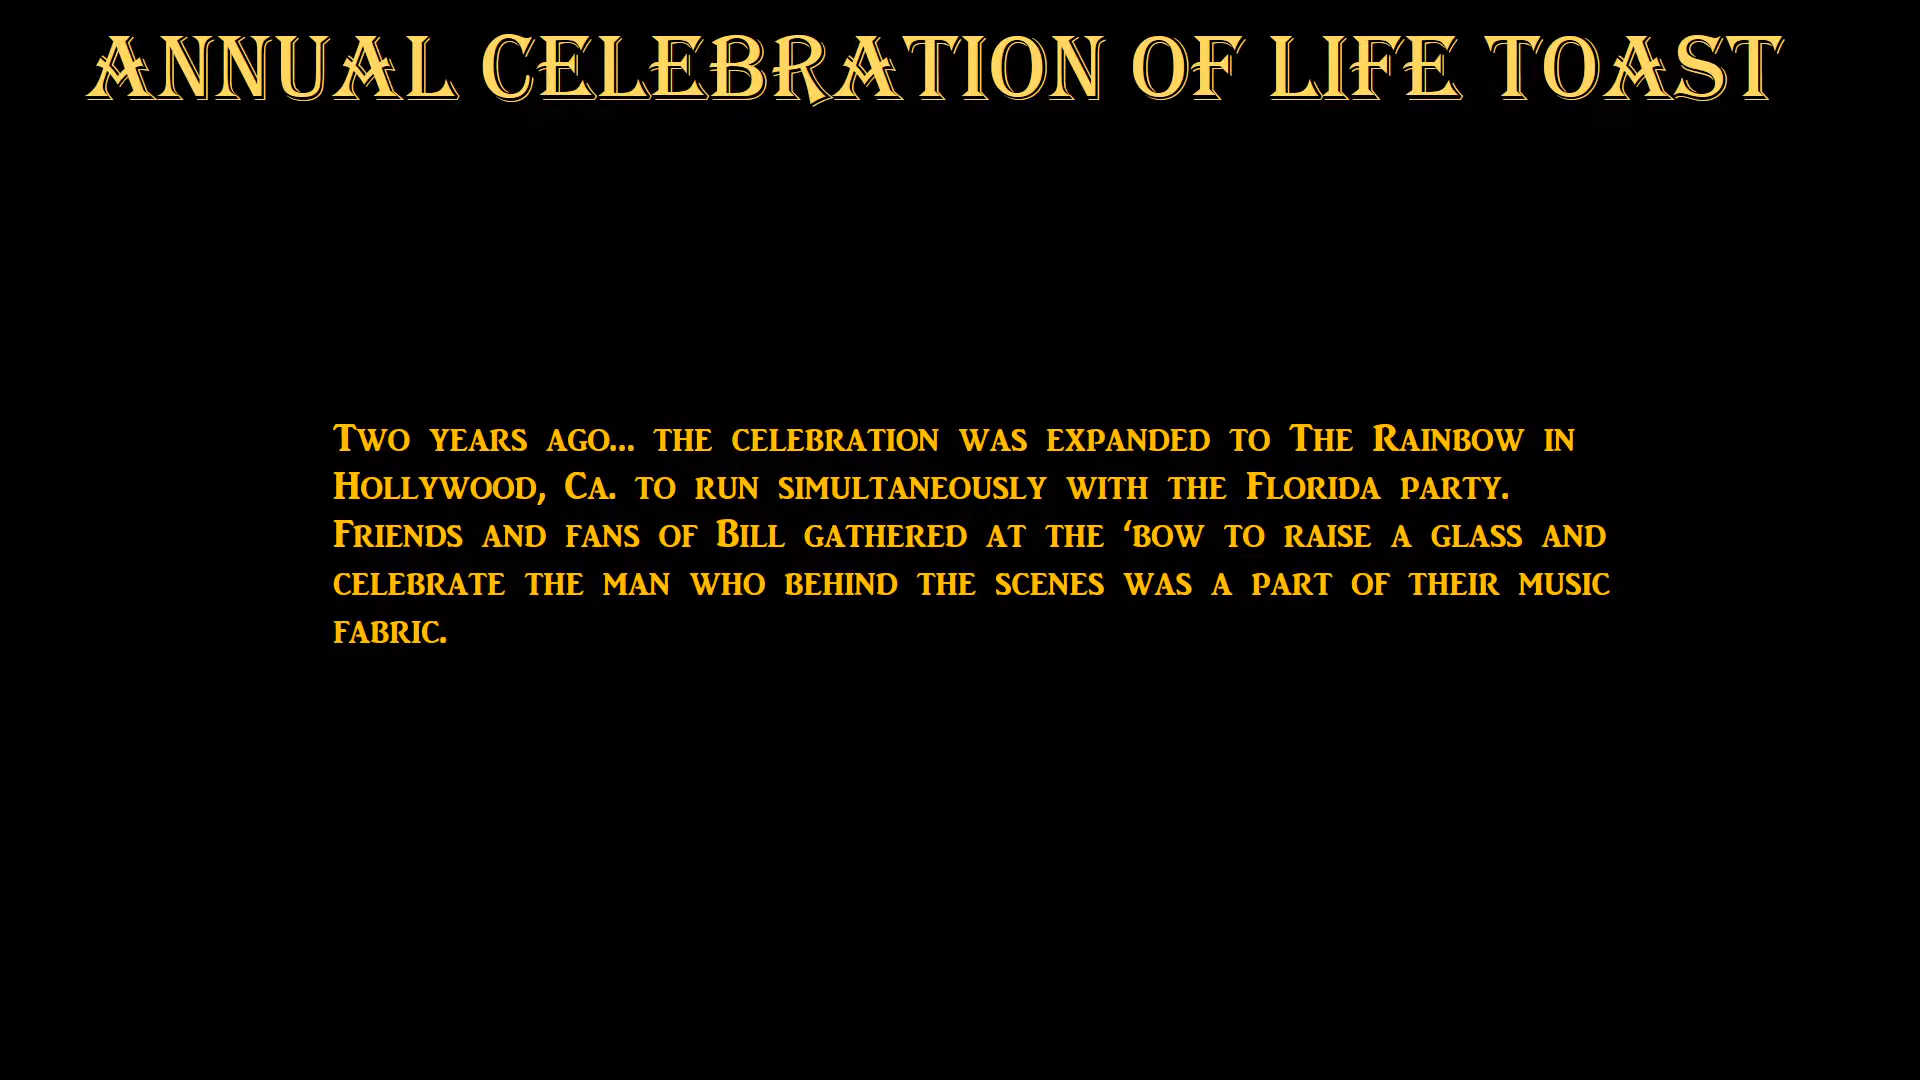 ANNUAL CELEBRATION OF LIFE TOAST
Two years ago... the celebration was expanded to The Rainbow in
Hollywood, Ca. to run simultaneously with the Florida party.
Friends and fans of Bill gathered at the ‘bow to raise a glass and
celebrate the man who behind the scenes was a part of their music
fabric.